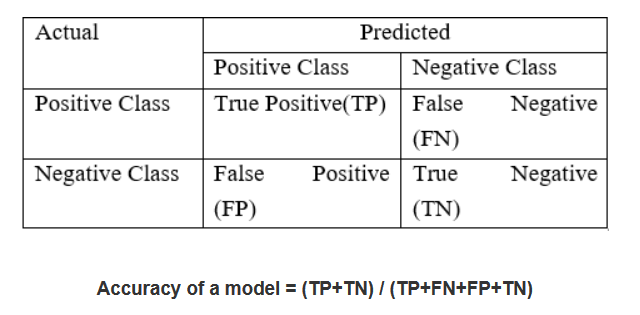 Actual Predicted
Positive Class Negative Class
Positive Class True Positive(TP) False Negative
(FN)
Negative Class False Positive True Negative
(FP) (TN)
Accuracy of a model = (TP+TN) / (TP+FN+FP+TN)